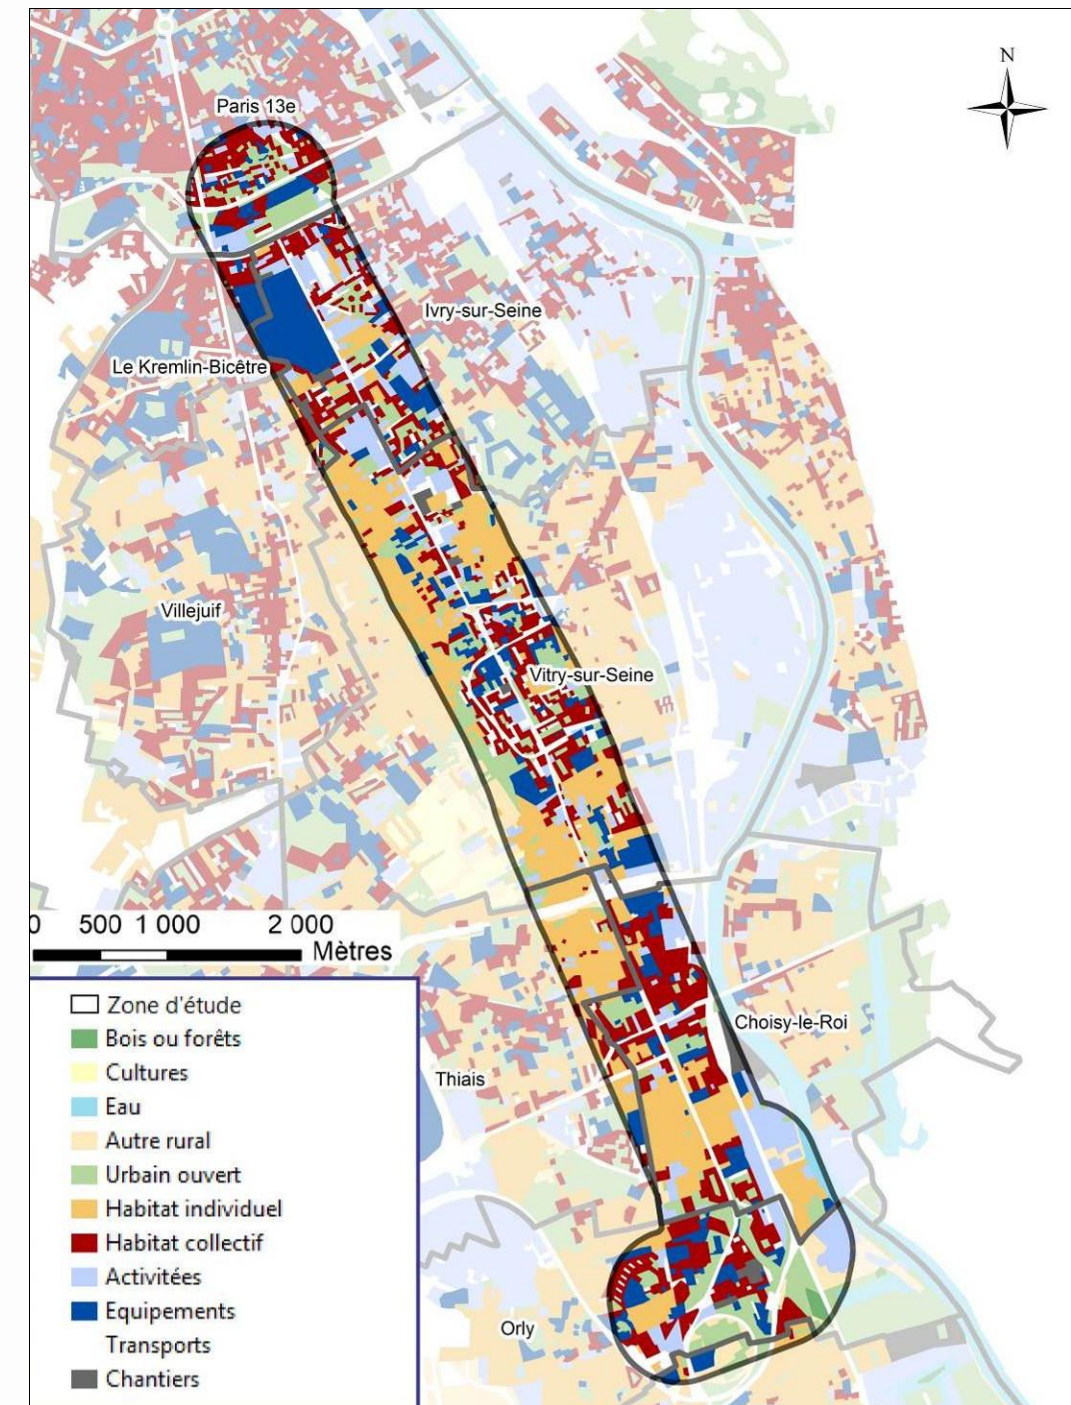 N
Paris 13e
Ivry-sur-Seine
Le Kremlin-Bicêtre
Villejuif
Vitry-sur-Seine
0 500 1 000 2 000
Mètres
Choisy-le-Roi
Thiais
Orly
Zone d'étude
Bois ou forêts
Cultures
Eau
Autre rural
Urbain ouvert
Habitat individuel
Habitat collectif
Activitées
Equipements
Transports
Chantiers